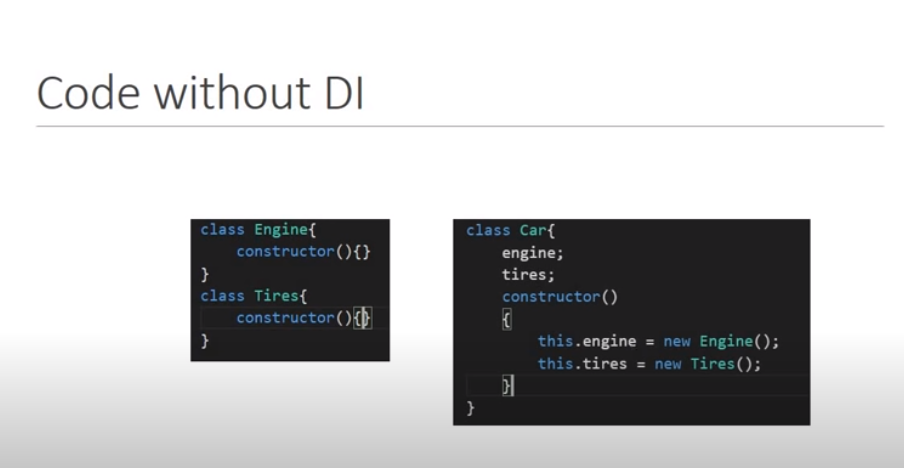 Code without DI
class Engine{
constructor(){}
}
class Tires{
constructor(){}
}
class Car{
engine;
tires;
constructor()
{
this.engine = new Engine();
this.tires = new Tires();
}
}